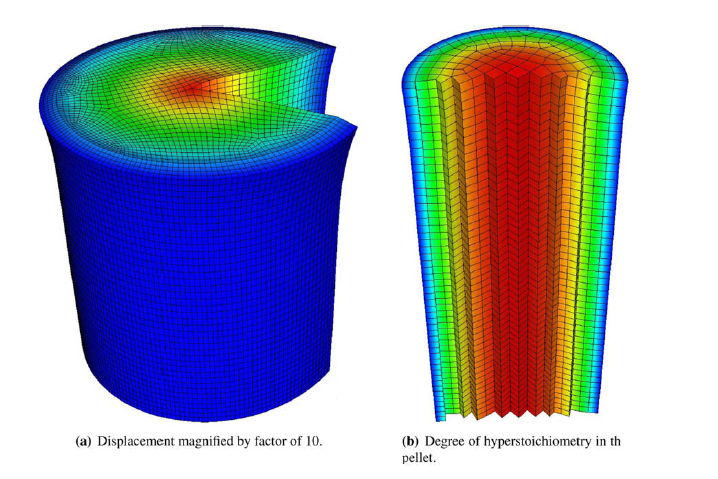 (a) Displacement magnified by factor of 10.
(b) Degree of hyperstoichiometry in th
pellet.